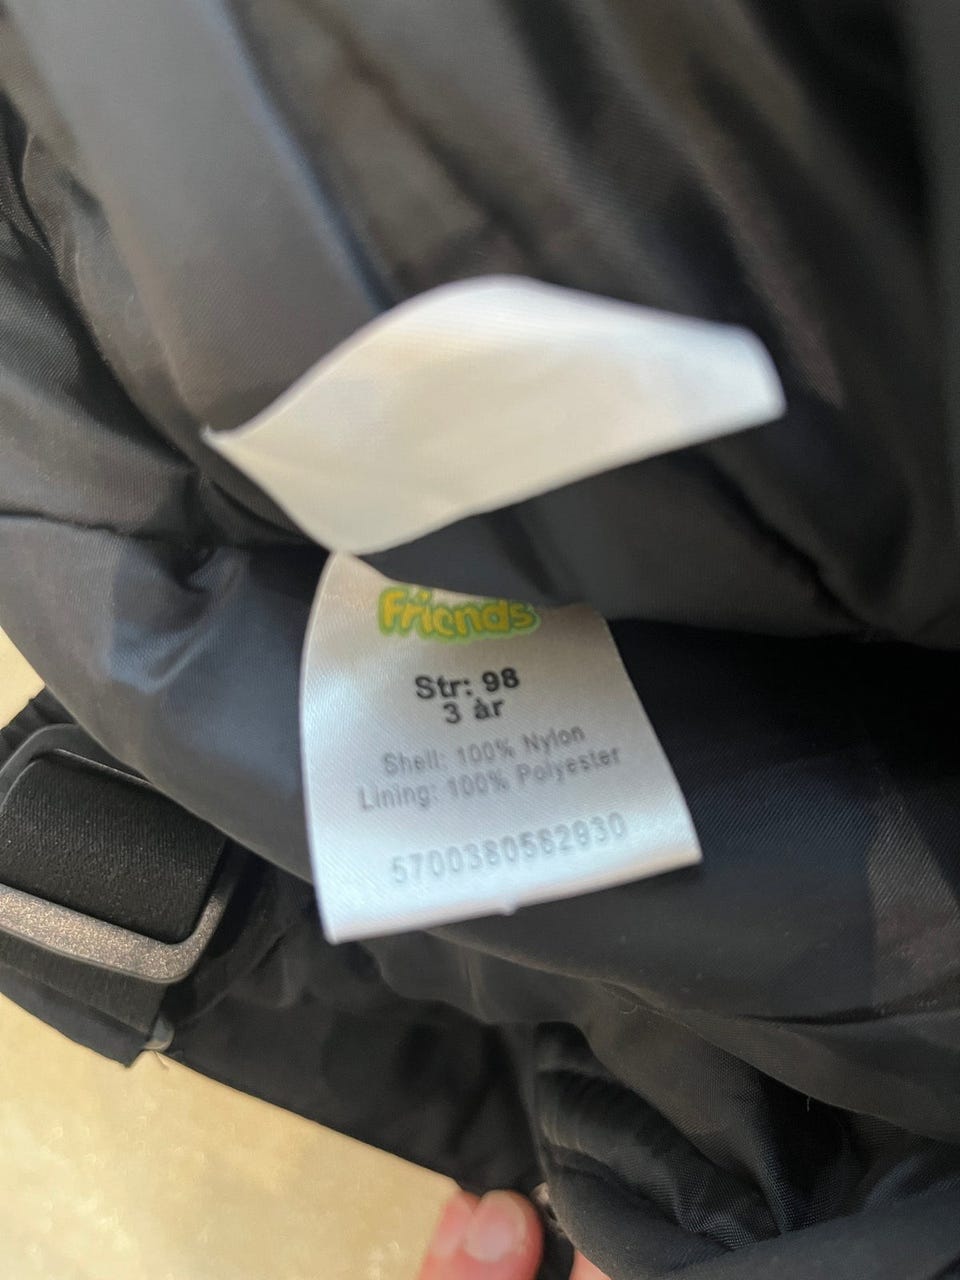 Friends
Str: 98
3 år
Shell: 100% Nylon
Lining: 100% Polyester
5700380562930